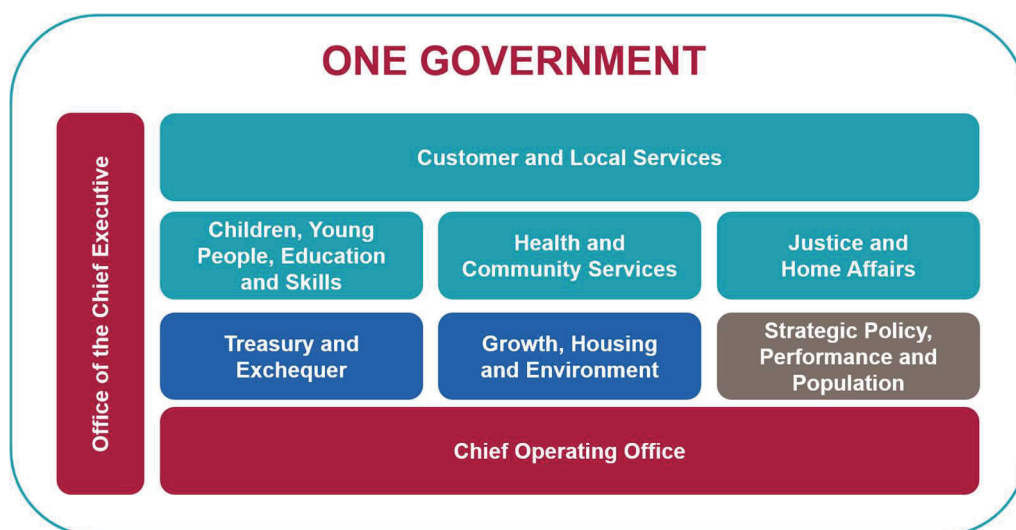 ONE GOVERNMENT
Office of the Chief Executive
Customer and Local Services
Children, Young
People, Education
and Skills
Health and
Community Services
Justice and
Home Affairs
Treasury and
Exchequer
Growth, Housing
and Environment
Strategic Policy,
Performance and
Population
Chief Operating Office